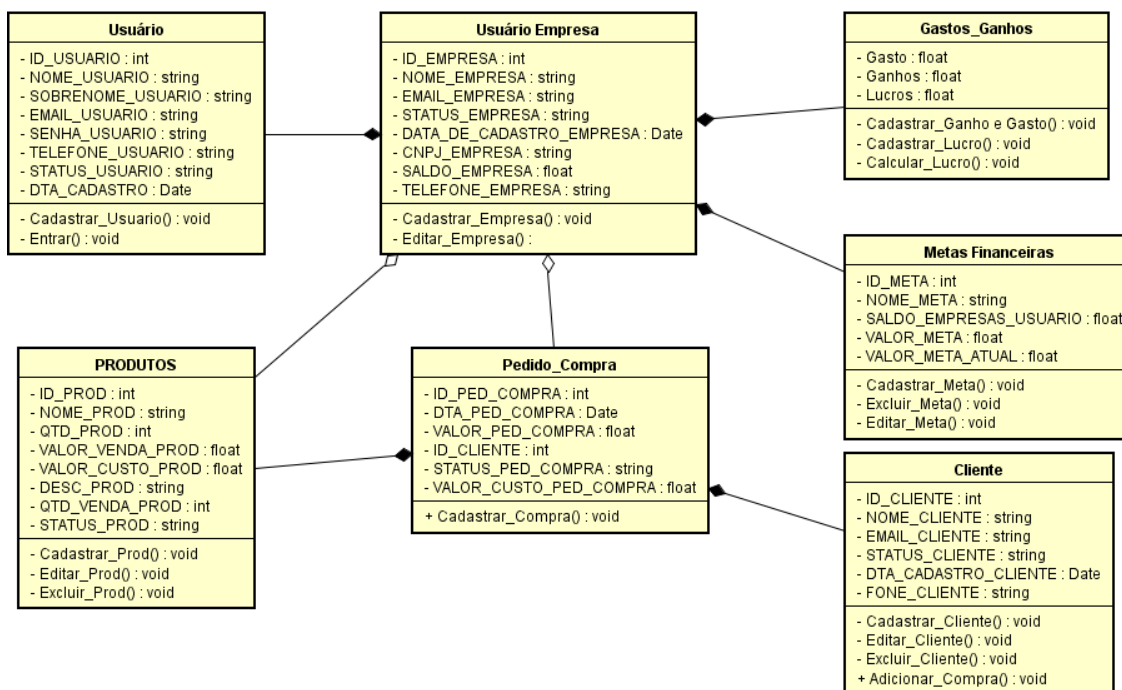 Usuário
- ID_USUARIO : int
- NOME_USUARIO : string
- SOBRENOME_USUARIO : string
- EMAIL_USUARIO : string
- SENHA_USUARIO : string
- TELEFONE_USUARIO : string
- STATUS_USUARIO : string
- DTA_CADASTRO : Date
- Cadastrar_Usuario() : void
- Entrar() : void
Usuário Empresa
- ID_EMPRESA : int
- NOME_EMPRESA : string
- EMAIL_EMPRESA : string
- STATUS_EMPRESA : string
- DATA_DE_CADASTRO_EMPRESA : Date
- CNPJ_EMPRESA : string
- SALDO_EMPRESA : float
- TELEFONE_EMPRESA : string
- Cadastrar_Empresa() : void
- Editar_Empresa() :
Gastos_Ganhos
- Gasto : float
- Ganhos : float
- Lucros : float
- Cadastrar_Ganho e Gasto() : void
- Cadastrar_Lucro() : void
- Calcular_Lucro() : void
Metas Financeiras
- ID_META : int
- NOME_META : string
- SALDO_EMPRESAS_USUARIO : float
- VALOR_META : float
- VALOR_META_ATUAL : float
- Cadastrar_Meta() : void
- Excluir_Meta() : void
- Editar_Meta() : void
PRODUTOS
- ID_PROD : int
- NOME_PROD : string
- QTD_PROD : int
- VALOR_VENDA_PROD : float
- VALOR_CUSTO_PROD : float
- DESC_PROD : string
- QTD_VENDA_PROD : int
- STATUS_PROD : string
- Cadastrar_Prod() : void
- Editar_Prod() : void
- Excluir_Prod() : void
Pedido_Compra
- ID_PED_COMPRA : int
- DTA_PED_COMPRA : Date
- VALOR_PED_COMPRA : float
- ID_CLIENTE : int
- STATUS_PED_COMPRA : string
- VALOR_CUSTO_PED_COMPRA : float
+ Cadastrar_Compra() : void
Cliente
- ID_CLIENTE : int
- NOME_CLIENTE : string
- EMAIL_CLIENTE : string
- STATUS_CLIENTE : string
- DTA_CADASTRO_CLIENTE : Date
- FONE_CLIENTE : string
- Cadastrar_Cliente() : void
- Editar_Cliente() : void
- Excluir_Cliente() : void
+ Adicionar_Compra() : void